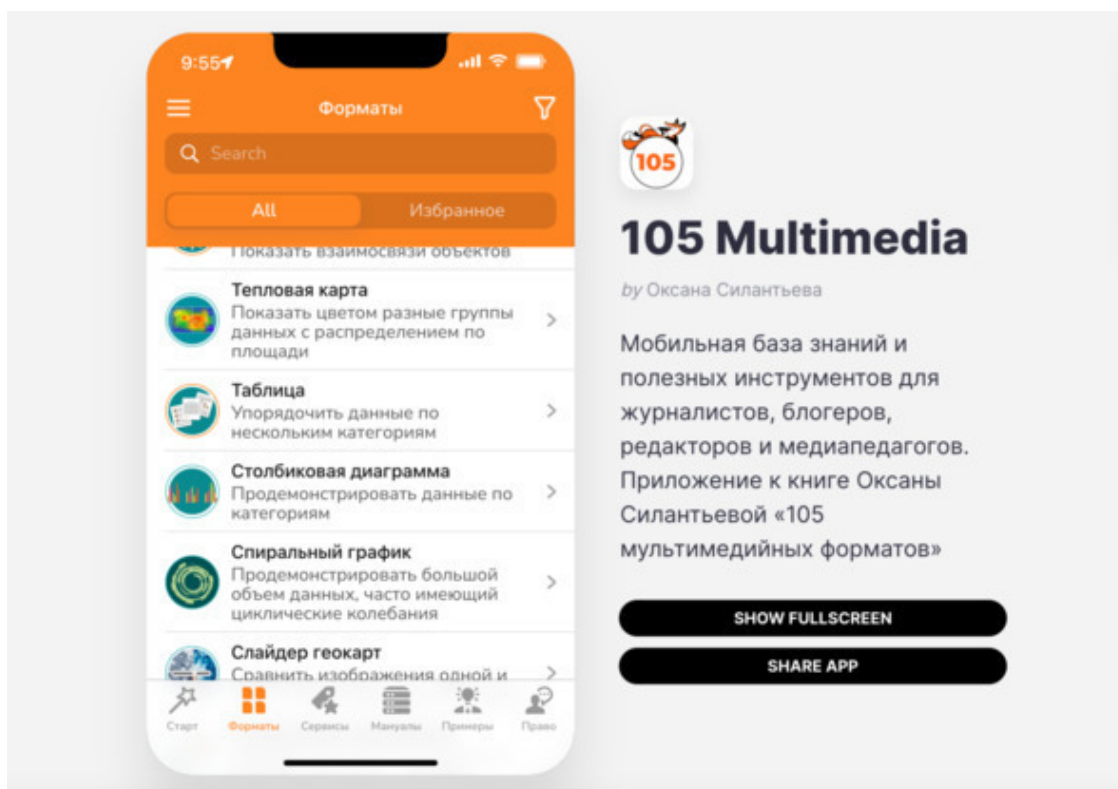 9:55
Форматы
Search
All
Избранное
Показать взаимосвязи объектов
Тепловая карта
Показать цветом разные группы
данных с распределением по
площади
Таблица
Упорядочить данные по
нескольким категориям
Столбиковая диаграмма
Продемонстрировать данные по
категориям
Спиральный график
Продемонстрировать большой
объем данных, часто имеющий
циклические колебания
Слайдер геокарт
Сравнить изображения одной и
Старт
Форматы
Сервисы
Мануалы
Примеры
Право
105
105 Multimedia
by Оксана Силантьева
Мобильная база знаний и
полезных инструментов для
журналистов, блогеров,
редакторов и медиапедагогов.
Приложение к книге Оксаны
Силантьевой «105
мультимедийных форматов»
SHOW FULLSCREEN
SHARE APP